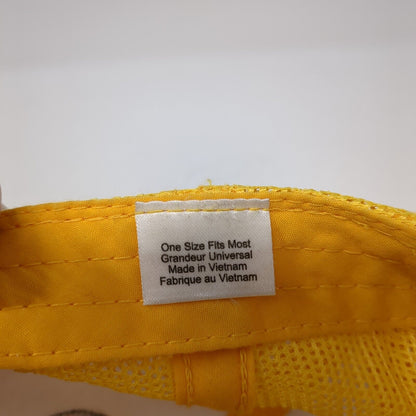 One Size Fits Most
Grandeur Universal
Made in Vietnam
Fabrique au Vietnam